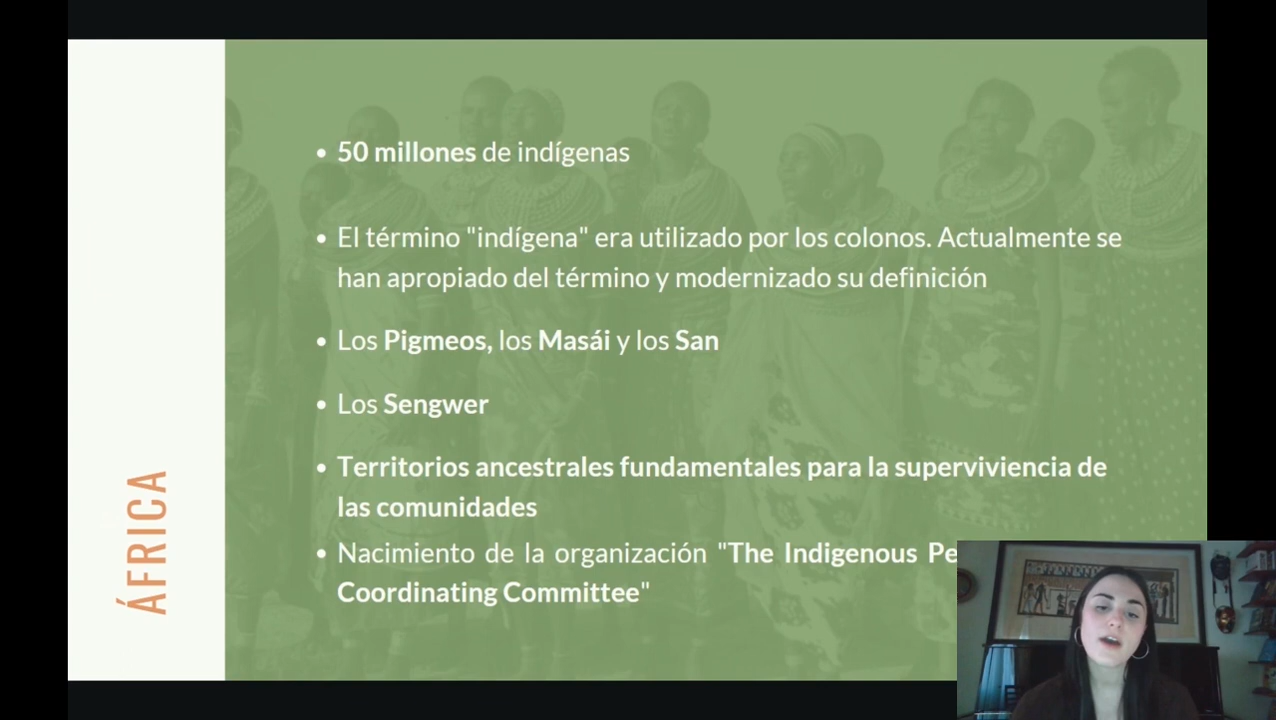 50 millones de indígenas
El término "indígena" era utilizado por los colonos. Actualmente se
han apropiado del término y modernizado su definición
Los Pigmeos, los Masái y los San
Los Sengwer
Territorios ancestrales fundamentales para la superviviencia de
las comunidades
Nacimiento de la organización "The Indigenous
Coordinating Committee"
ÁFRICA